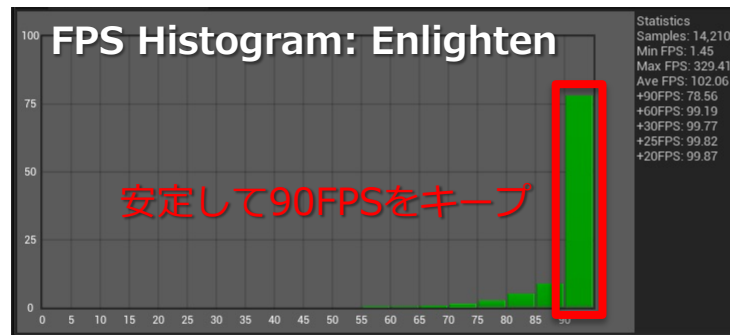 FPS Histogram: Enlighten
安定して90FPSをキープ
100
75
50
25
0
0 5 10 15 20 25 30 35 40 45 50 55 60 65 70 75 80 85 90
Statistics
Samples: 14,210
Min FPS: 1.45
Max FPS: 329.41
Ave FPS: 102.06
+90FPS: 78.56
+60FPS: 99.19
+30FPS: 99.77
+25FPS: 99.82
+20FPS: 99.87